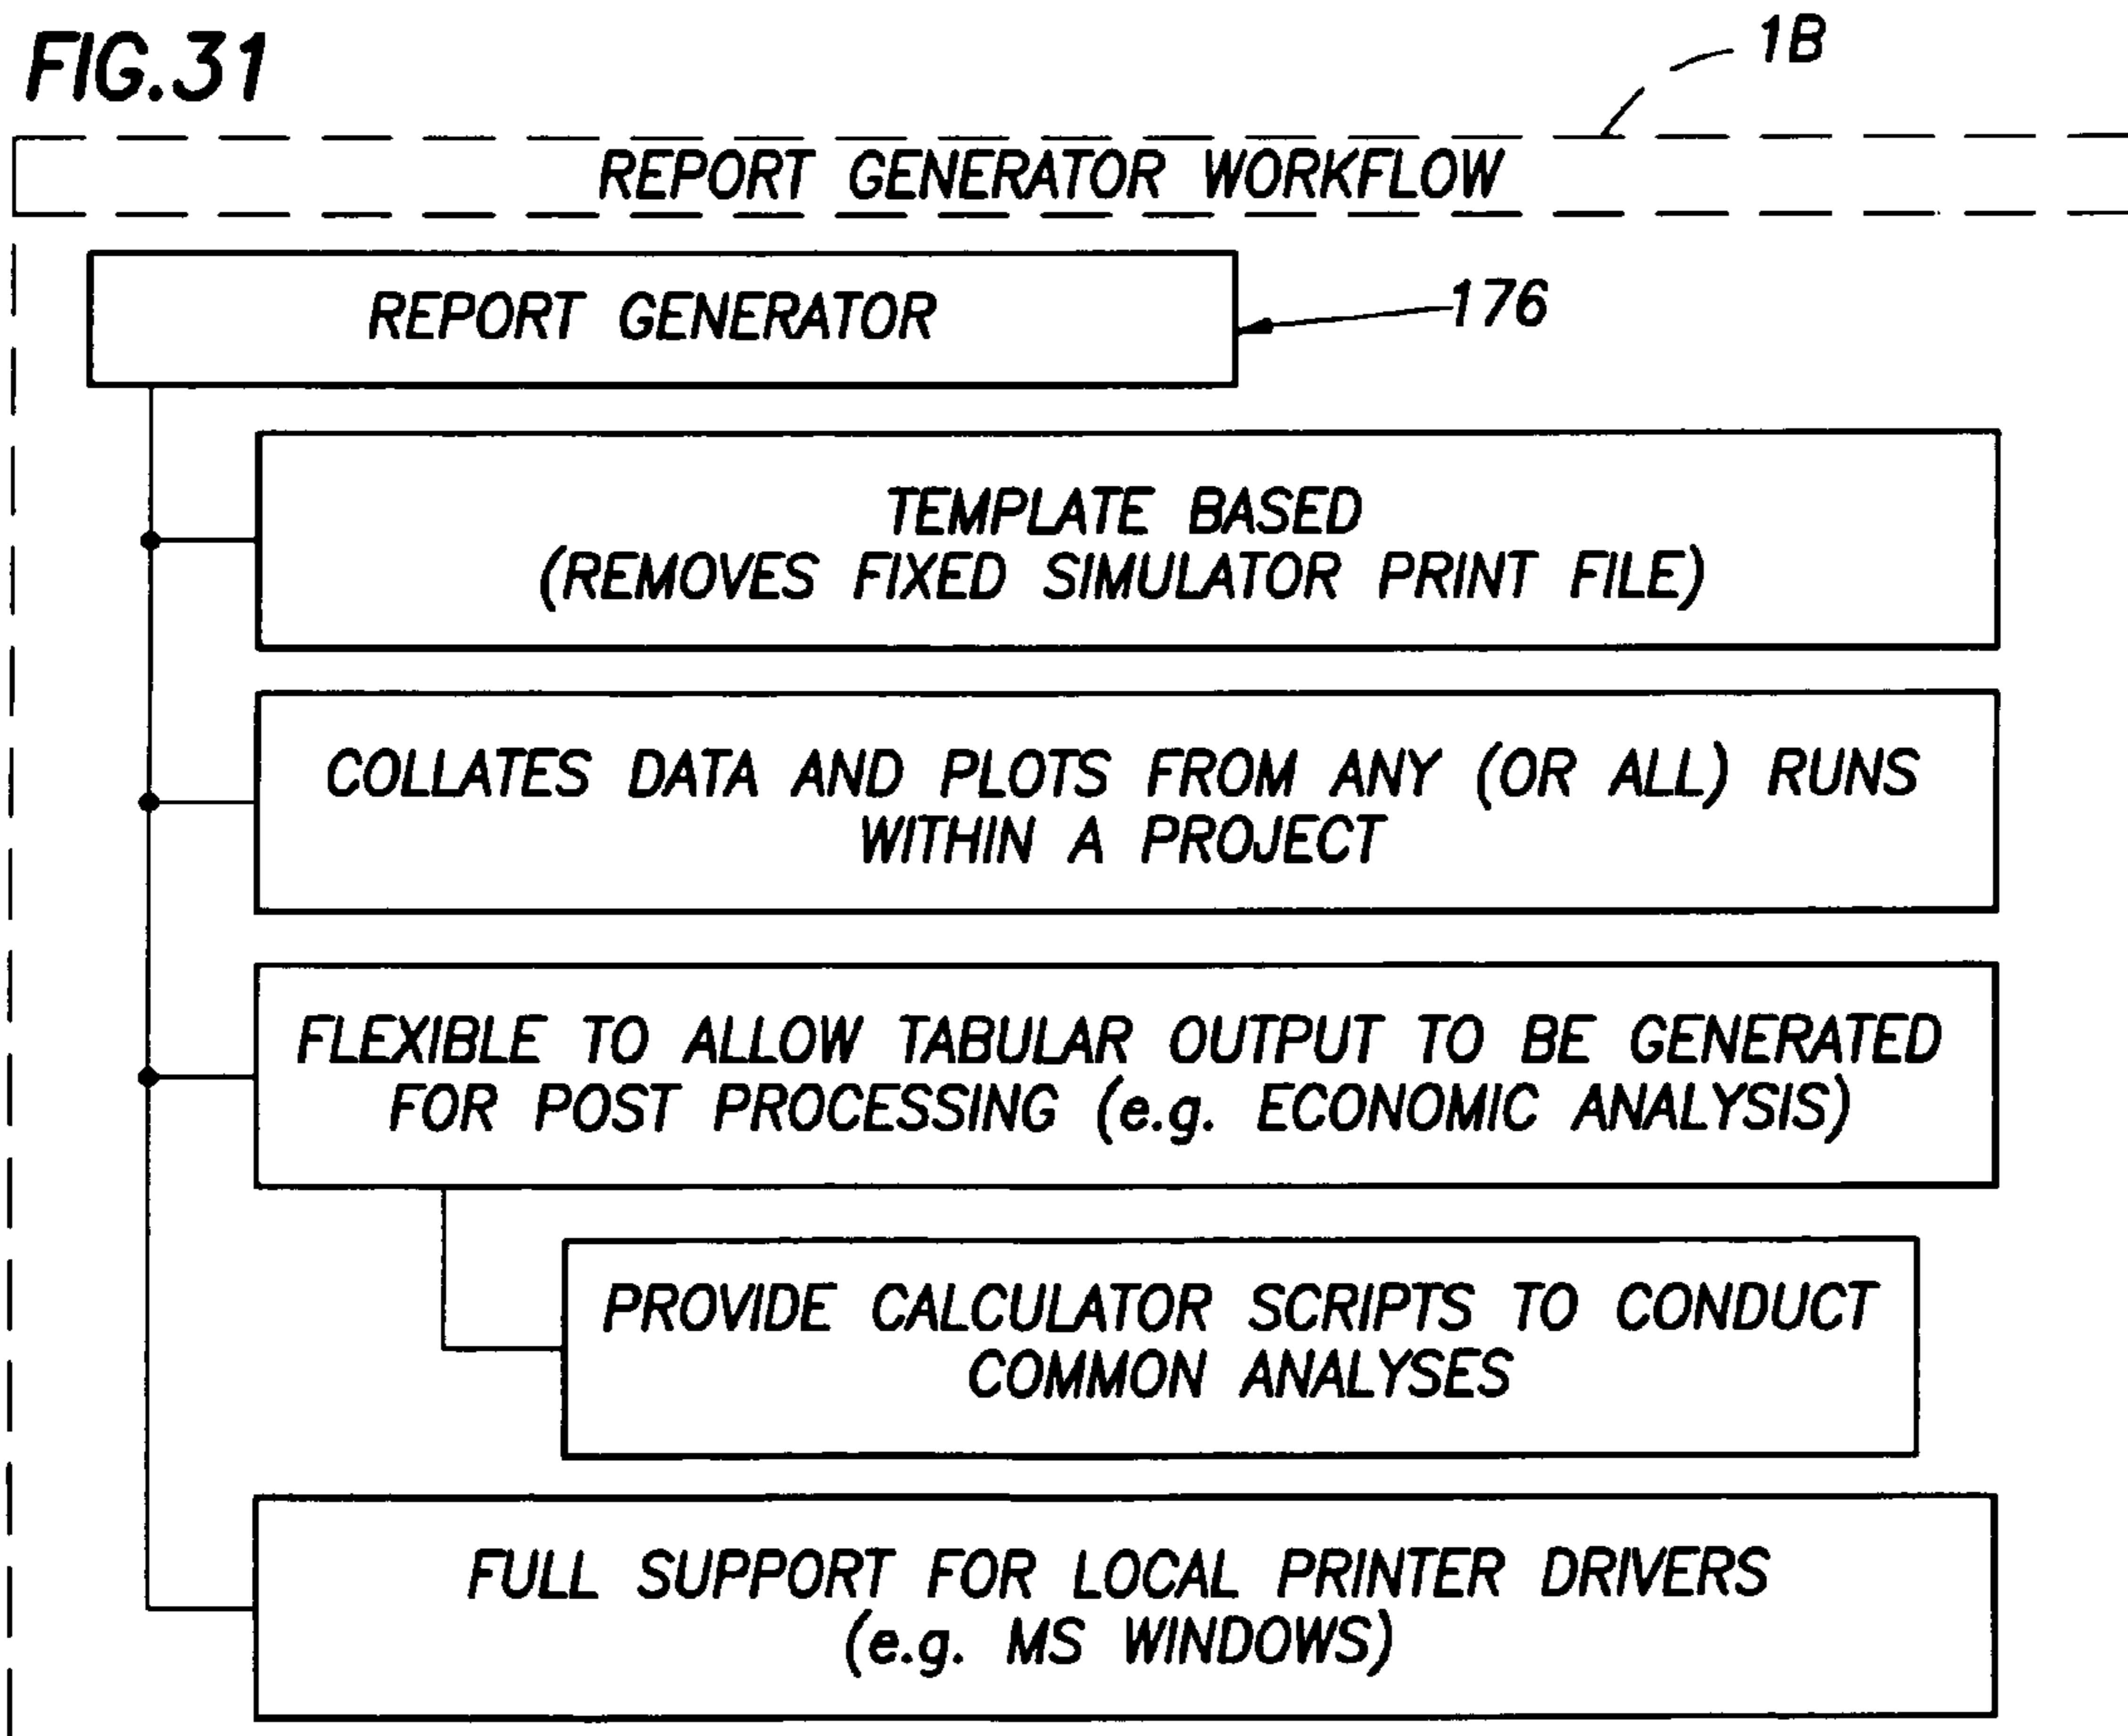 FIG.31
1B
REPORT GENERATOR WORKFLOW
REPORT GENERATOR
176
TEMPLATE BASED
(REMOVES FIXED SIMULATOR PRINT FILE)
COLLATES DATA AND PLOTS FROM ANY (OR ALL) RUNS
WITHIN A PROJECT
FLEXIBLE TO ALLOW TABULAR OUTPUT TO BE GENERATED
FOR POST PROCESSING (e.g. ECONOMIC ANALYSIS)
PROVIDE CALCULATOR SCRIPTS TO CONDUCT
COMMON ANALYSES
FULL SUPPORT FOR LOCAL PRINTER DRIVERS
(e.g. MS WINDOWS)